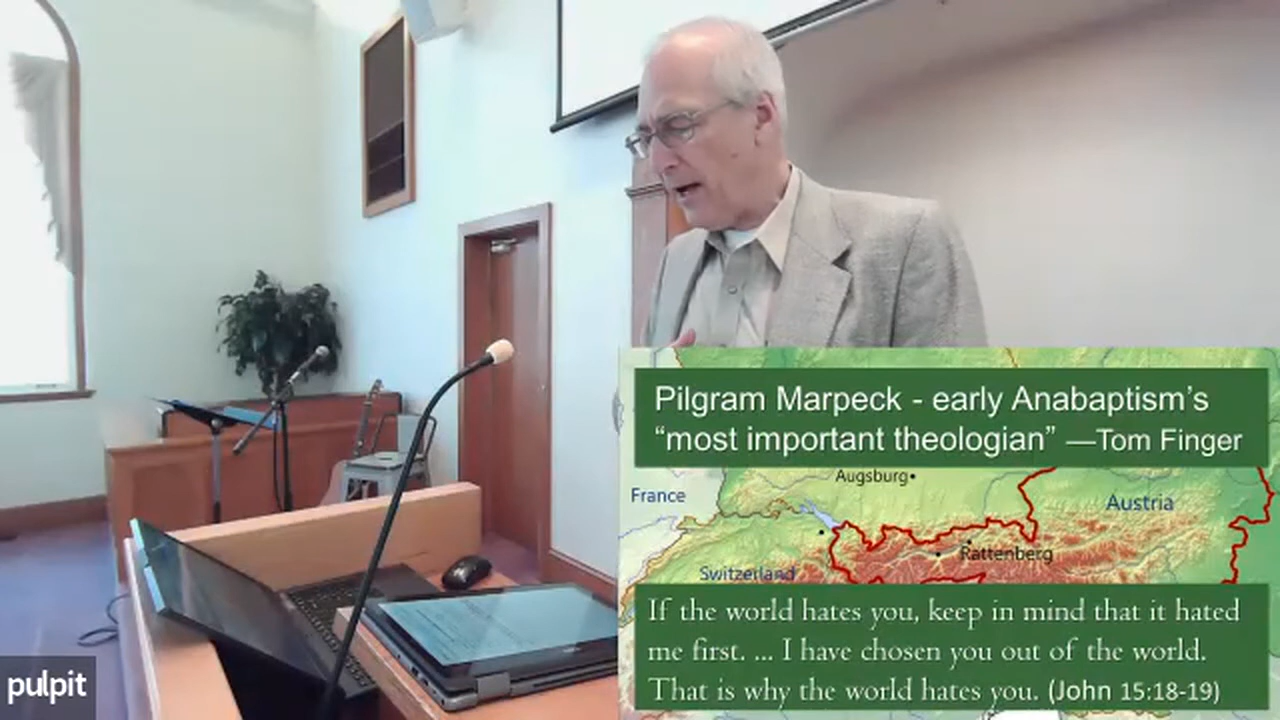 Pilgram Marpeck - early Anabaptism's
“most important theologian” —Tom Finger
Augsburg
France
Austria
Rattenberg
Switzerland
If the world hates you, keep in mind that it hated
me first. ... I have chosen you out of the world.
That is why the world hates you. (John 15:18-19)
pulpit